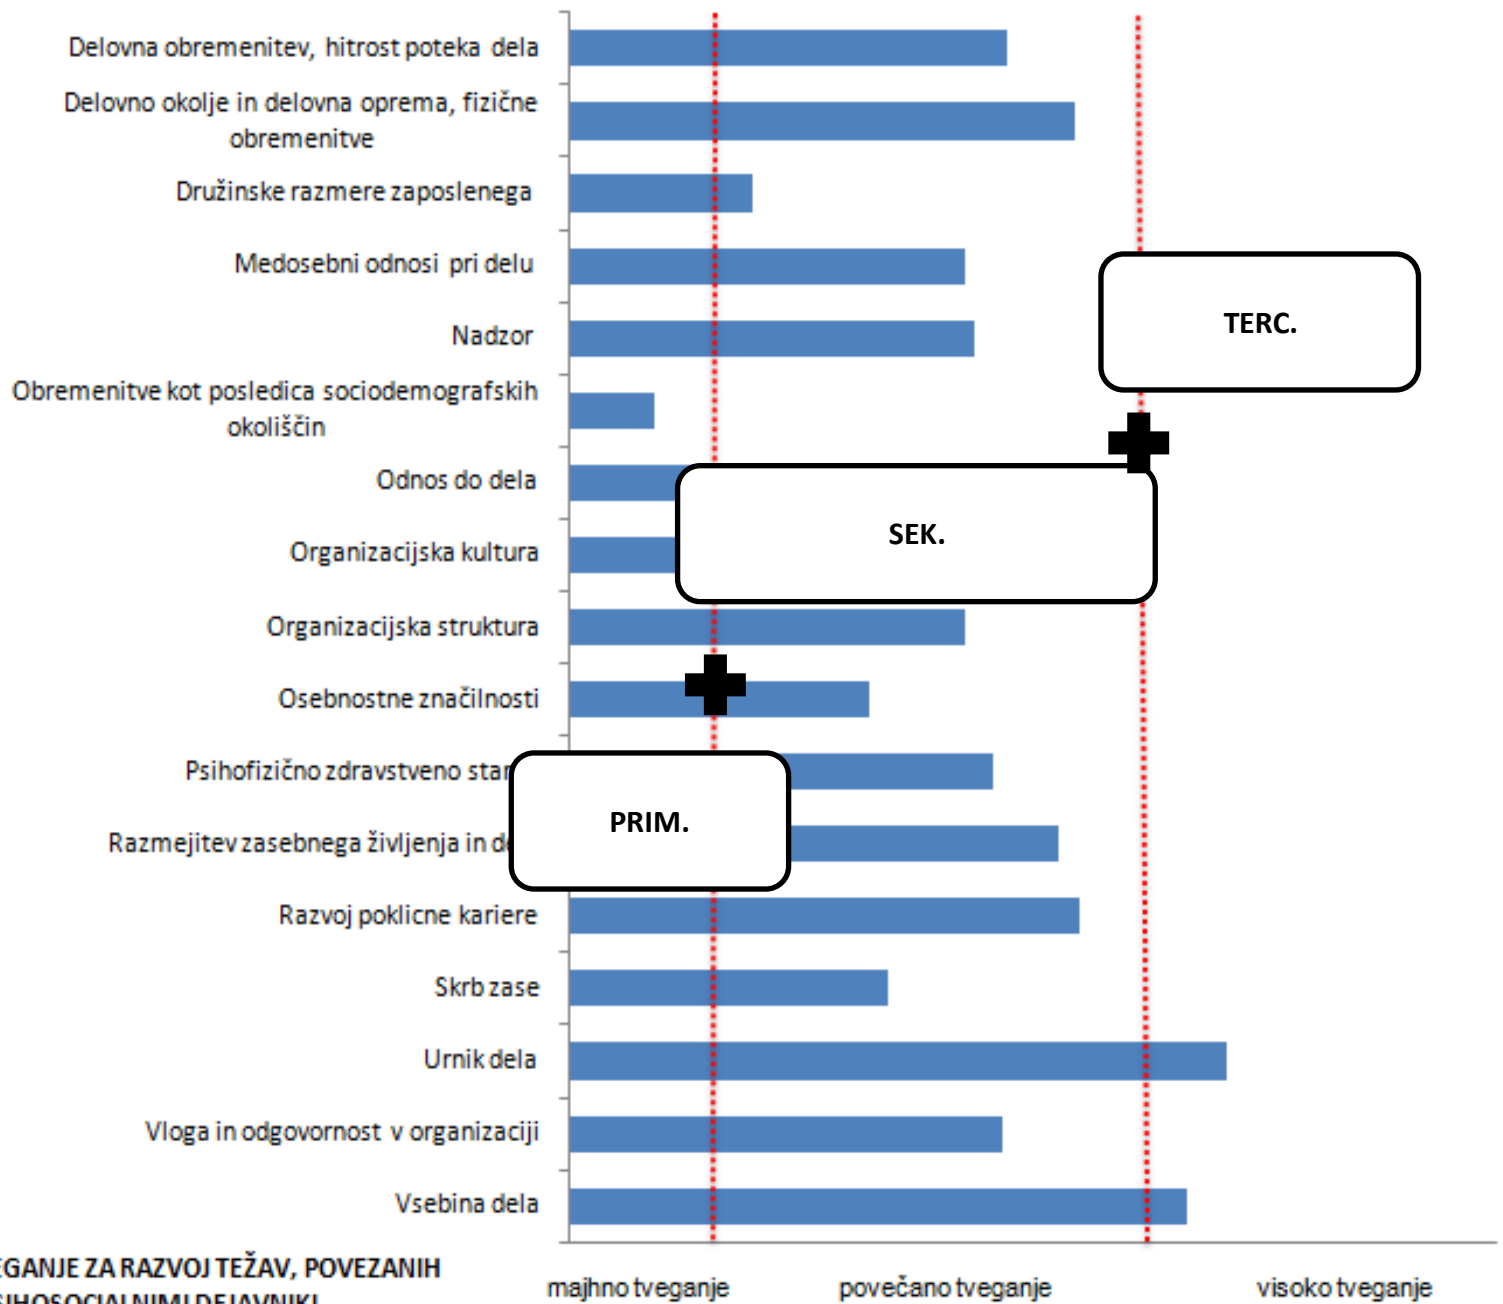 Delovna obremenitev, hitrost poteka dela
Delovno okolje in delovna oprema, fizične
obremenitve
Družinske razmere zaposlenega
Medosebni odnosi pri delu
TERC.
Nadzor
Obremenitve kot posledica sociodemografskih
okoliščin
Odnos do dela
SEK.
Organizacijska kultura
Organizacijska struktura
Osebnostne značilnosti
Psihofizično zdravstveno
PRIM.
Razmejitev zasebnega življenja in
Razvoj poklicne kariere
Skrb zase
Urnik dela
Vloga in odgovornost v organizaciji
Vsebina dela
ZA RAZVOJ TEŽAV, POVEZANIH
majhno tveganje povečano tveganje visoko tveganje